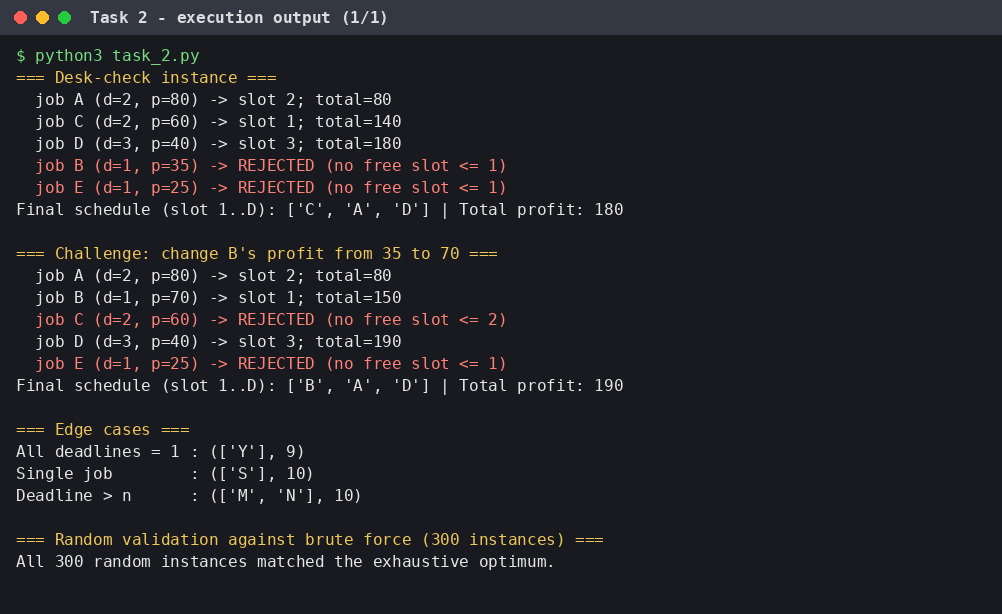 Task 2 - execution output (1/1)
$ python3 task_2.py
=== Desk-check instance ===
  job A (d=2, p=80) -> slot 2; total=80
  job C (d=2, p=60) -> slot 1; total=140
  job D (d=3, p=40) -> slot 3; total=180
  job B (d=1, p=35) -> REJECTED (no free slot <= 1)
  job E (d=1, p=25) -> REJECTED (no free slot <= 1)
Final schedule (slot 1..D): ['C', 'A', 'D'] | Total profit: 180

=== Challenge: change B's profit from 35 to 70 ===
  job A (d=2, p=80) -> slot 2; total=80
  job B (d=1, p=70) -> slot 1; total=150
  job C (d=2, p=60) -> REJECTED (no free slot <= 2)
  job D (d=3, p=40) -> slot 3; total=190
  job E (d=1, p=25) -> REJECTED (no free slot <= 1)
Final schedule (slot 1..D): ['B', 'A', 'D'] | Total profit: 190

=== Edge cases ===
All deadlines = 1 : (['Y'], 9)
Single job        : (['S'], 10)
Deadline > n      : (['M', 'N'], 10)

=== Random validation against brute force (300 instances) ===
All 300 random instances matched the exhaustive optimum.